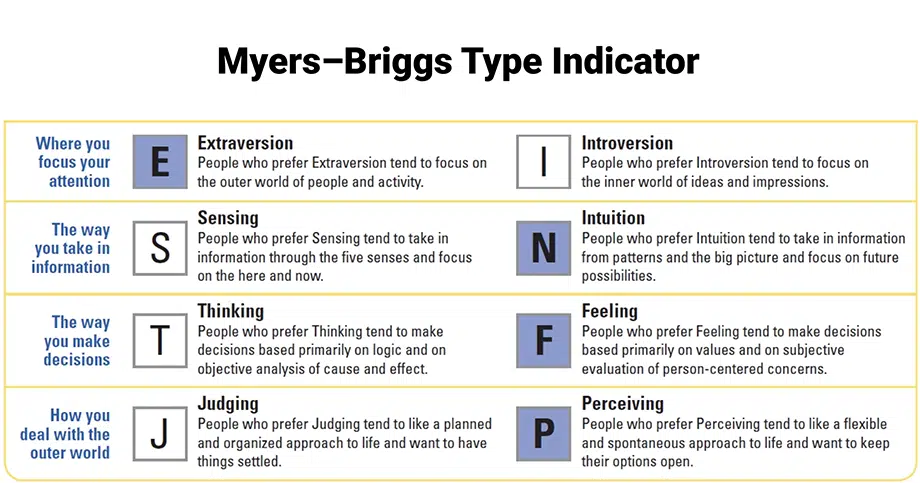 Myers–Briggs Type Indicator
Where you
focus your
attention
E
Extraversion
People who prefer Extraversion tend to focus on
the outer world of people and activity.
I
Introversion
People who prefer Introversion tend to focus on
the inner world of ideas and impressions.
The way
you take in
information
S
Sensing
People who prefer Sensing tend to take in
information through the five senses and focus
on the here and now.
N
Intuition
People who prefer Intuition tend to take in information
from patterns and the big picture and focus on future
possibilities.
The way
you make
decisions
T
Thinking
People who prefer Thinking tend to make
decisions based primarily on logic and on
objective analysis of cause and effect.
F
Feeling
People who prefer Feeling tend to make decisions
based primarily on values and on subjective
evaluation of person-centered concerns.
How you
deal with the
outer world
J
Judging
People who prefer Judging tend to like a planned
and organized approach to life and want to have
things settled.
P
Perceiving
People who prefer Perceiving tend to like a flexible
and spontaneous approach to life and want to keep
their options open.